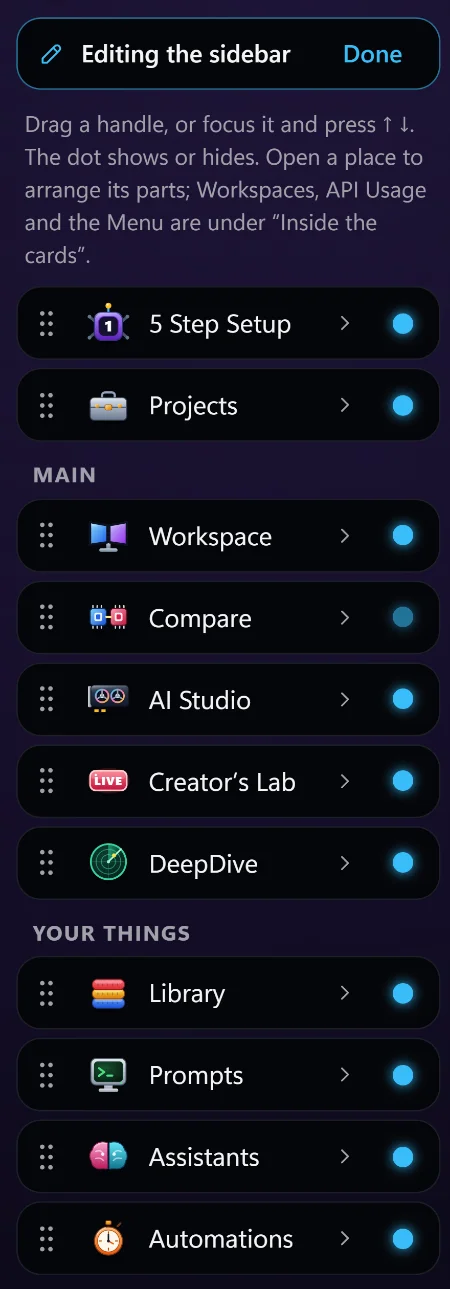 Editing the sidebar Done
Drag a handle, or focus it and press ↑ ↓.
The dot shows or hides. Open a place to
arrange its parts; Workspaces, API Usage
and the Menu are under “Inside the
cards”.
1 5 Step Setup
Projects
MAIN
Workspace
Compare
AI Studio
LIVE Creator’s Lab
DeepDive
YOUR THINGS
Library
>_ Prompts
Assistants
Automations